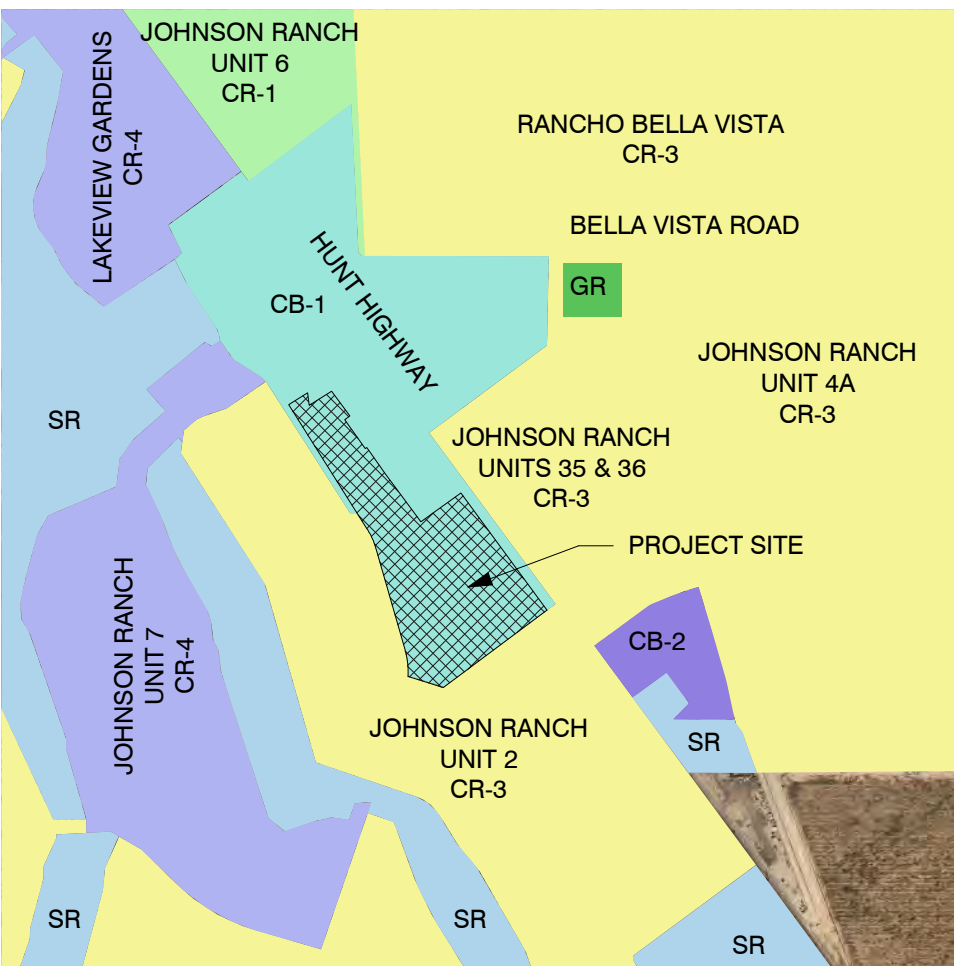 JOHNSON RANCH
UNIT 6
CR-1
LAKEVIEW GARDENS
CR-4
RANCHO BELLA VISTA
CR-3
BELLA VISTA ROAD
HUNT HIGHWAY
CB-1
GR
JOHNSON RANCH
UNIT 4A
CR-3
SR
JOHNSON RANCH
UNITS 35 & 36
CR-3
PROJECT SITE
JOHNSON RANCH
UNIT 7
CR-4
CB-2
JOHNSON RANCH
UNIT 2
CR-3
SR
SR
SR
SR